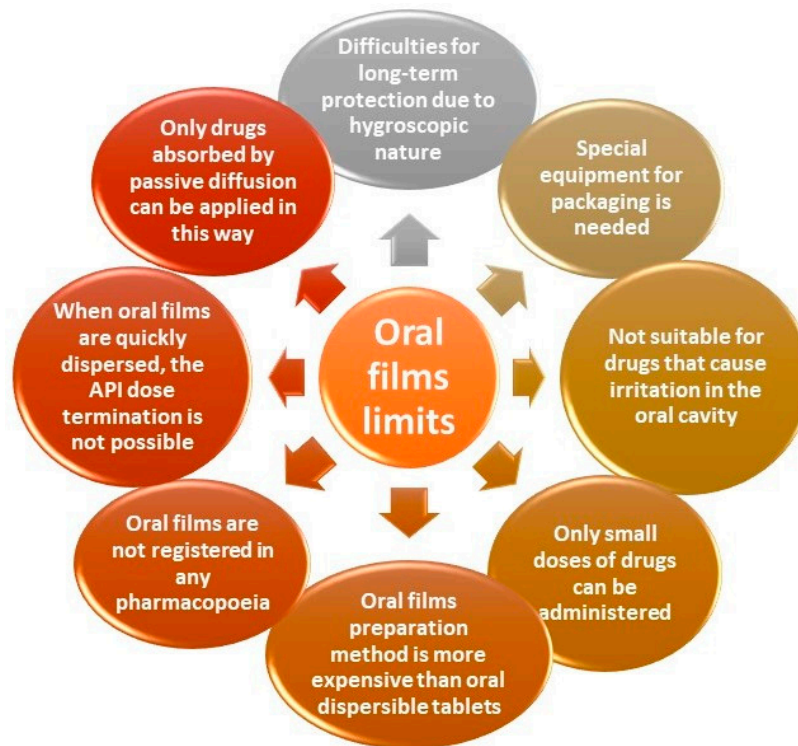 Difficulties for
long-term
protection due to
hygroscopic
nature
Special
equipment for
packaging is
needed
Not suitable for
drugs that cause
irritation in the
oral cavity
Only small
doses of drugs
can be
administered
Oral films
preparation
method is more
expensive than oral
dispersible tablets
Oral films are
not registered in
any
pharmacopoeia
When oral films
are quickly
dispersed, the
API dose
termination is
not possible
Only drugs
absorbed by
passive diffusion
can be applied in
this way
Oral
films
limits